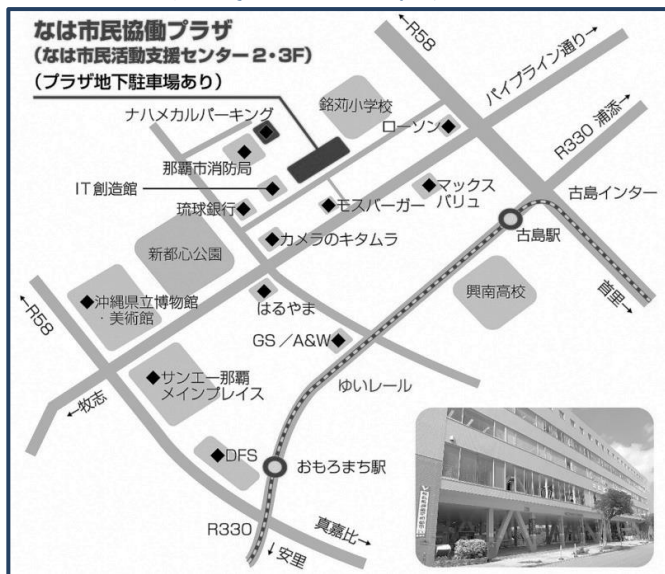 なは市民協働プラザ
(なは市民活動支援センター2・3F)
(プラザ地下駐車場あり)
R58
パイプライン通り→
銘苅小学校
ナハメカルパーキング
ローソン
R330 浦添→
那覇市消防局
IT創造館
マックス
バリュ
古島インター
琉球銀行
モスバーガー
古島駅
カメラのキタムラ
新都心公園
興南高校
首里→
←R58
沖縄県立博物館
・美術館
はるやま
GS/A&W
ゆいレール
サンエー那覇
メインプレイス
←牧志
DFS
おもろまち駅
R330
真嘉比→
↓安里